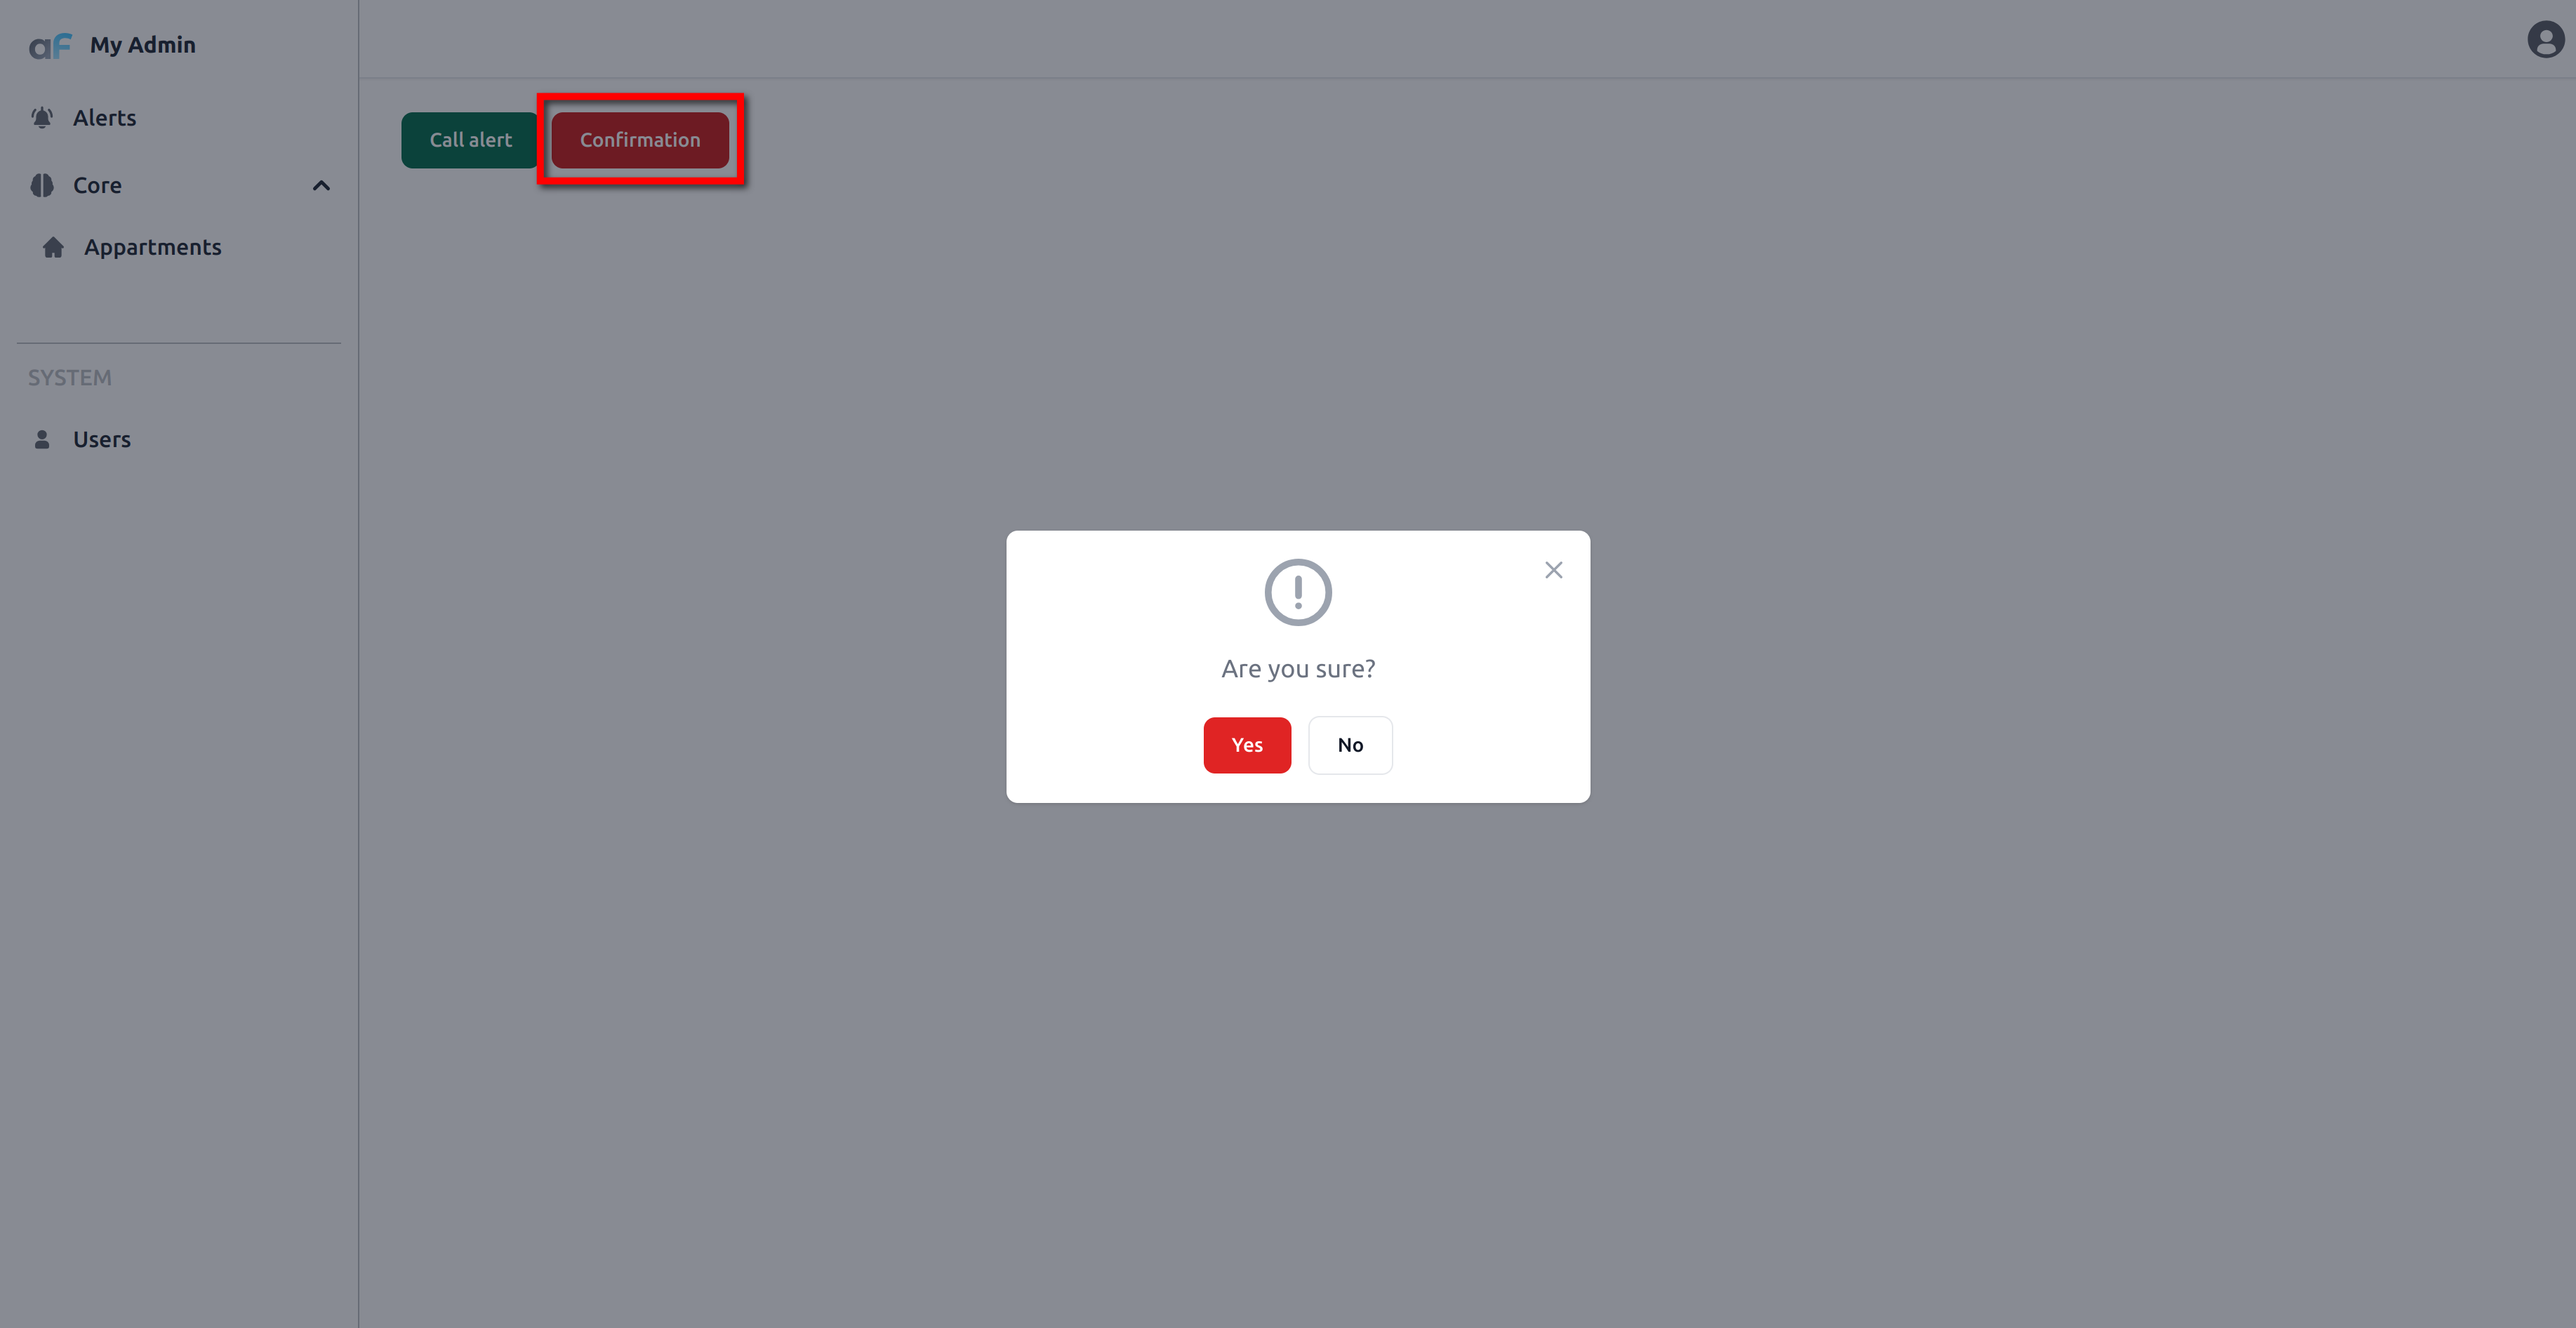 aF My Admin
Alerts
Core
Appartments
SYSTEM
Users
Call alert
Confirmation
Are you sure?
Yes
No